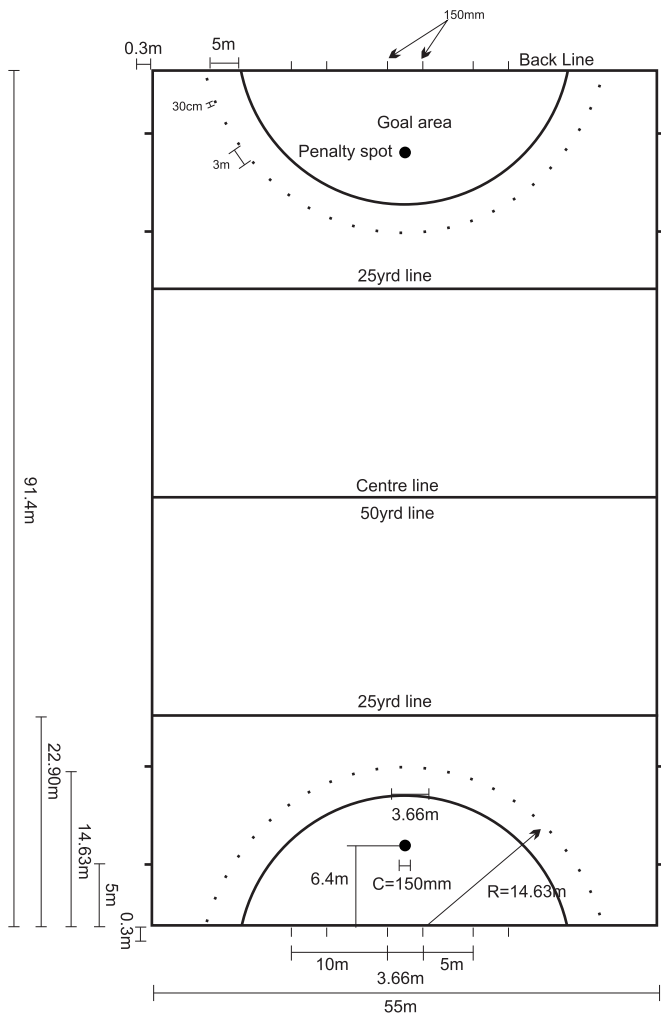 150mm
0.3m
5m
Back Line
30cm
Goal area
Penalty spot
3m
25yrd line
91.4m
Centre line
50yrd line
25yrd line
22.90m
14.63m
5m
0.3m
3.66m
6.4m
C=150mm
R=14.63m
10m
5m
3.66m
55m